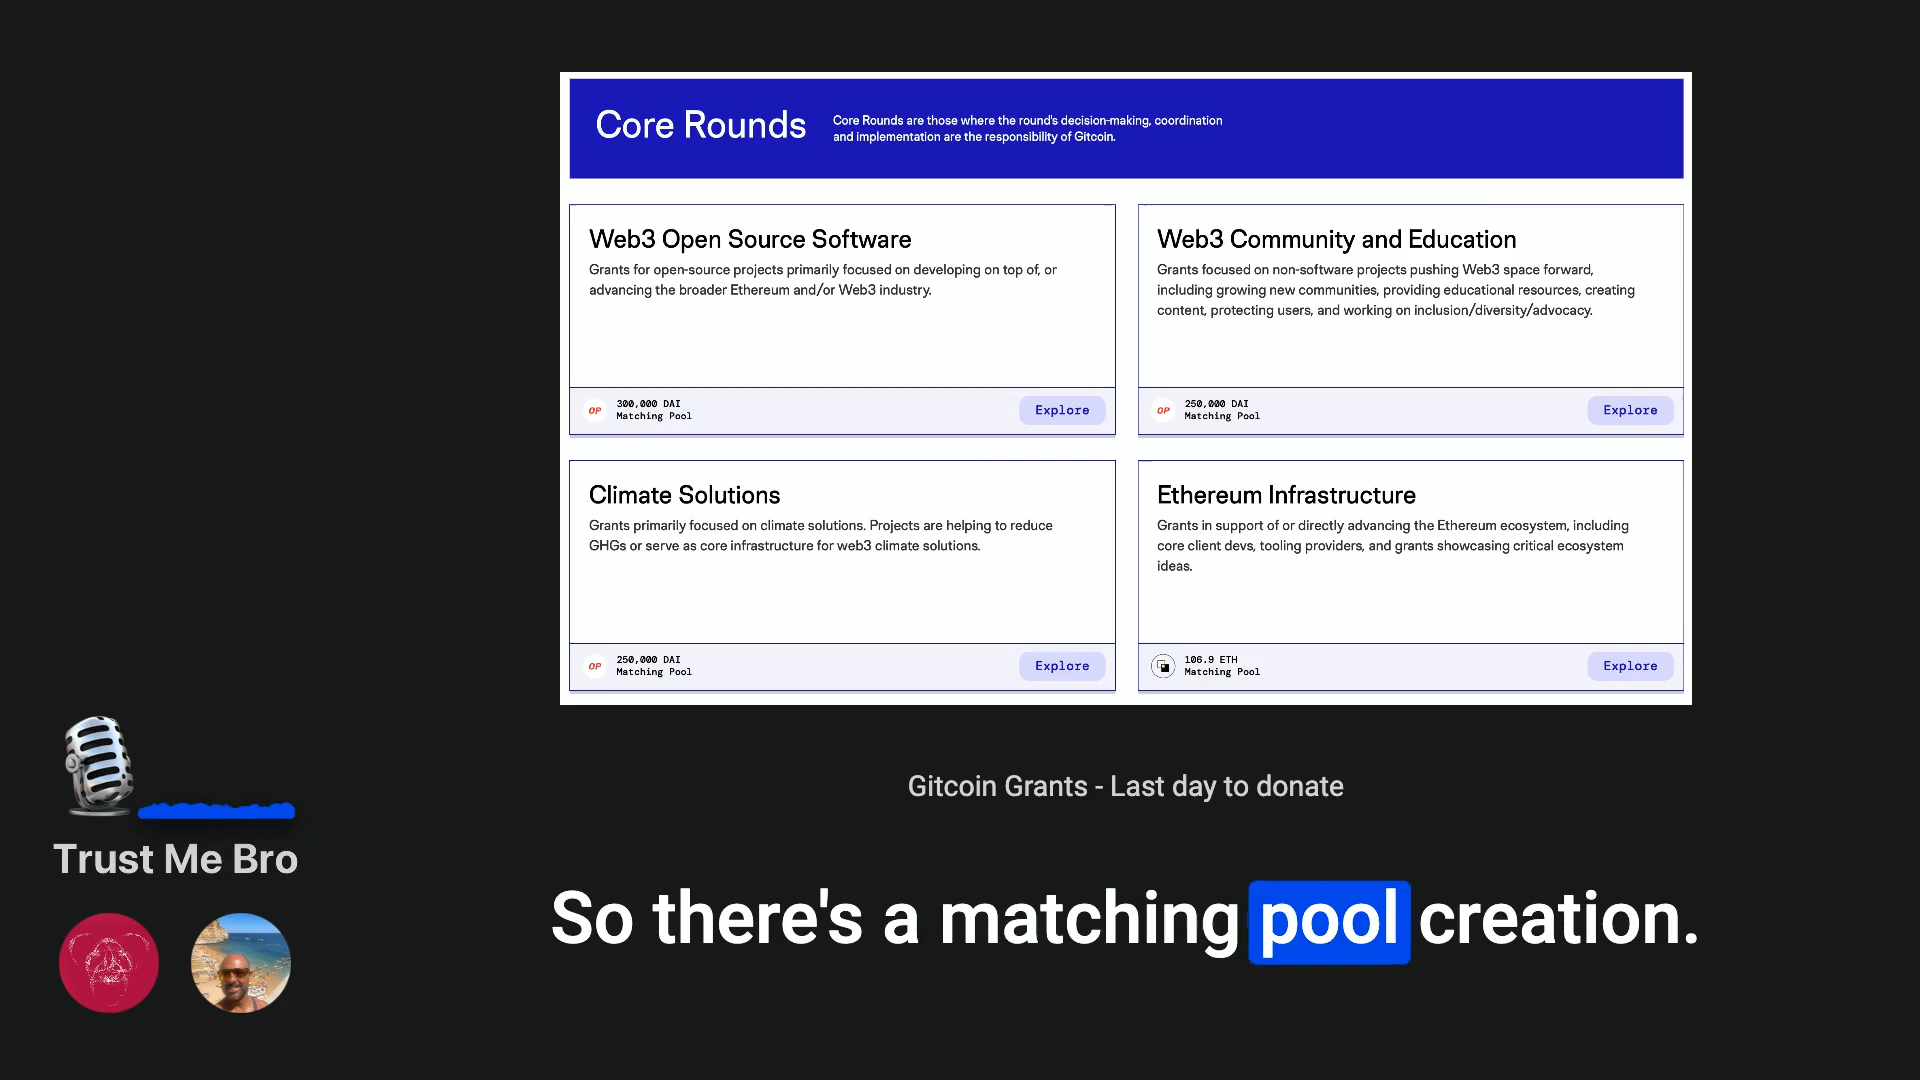 Core Rounds
Core Rounds are those where the round's decision-making, coordination
and implementation are the responsibility of Gitcoin.
Web3 Open Source Software
Grants for open-source projects primarily focused on developing on top of, or
advancing the broader Ethereum and/or Web3 industry.
OP
300,000 DAI
Matching Pool
Explore
Web3 Community and Education
Grants focused on non-software projects pushing Web3 space forward,
including growing new communities, providing educational resources, creating
content, protecting users, and working on inclusion/diversity/advocacy.
OP
250,000 DAI
Matching Pool
Explore
Climate Solutions
Grants primarily focused on climate solutions. Projects are helping to reduce
GHGs or serve as core infrastructure for web3 climate solutions.
OP
250,000 DAI
Matching Pool
Explore
Ethereum Infrastructure
Grants in support of or directly advancing the Ethereum ecosystem, including
core client devs, tooling providers, and grants showcasing critical ecosystem
ideas.
106.9 ETH
Matching Pool
Explore
Gitcoin Grants - Last day to donate
Trust Me Bro
So there's a matching pool creation.